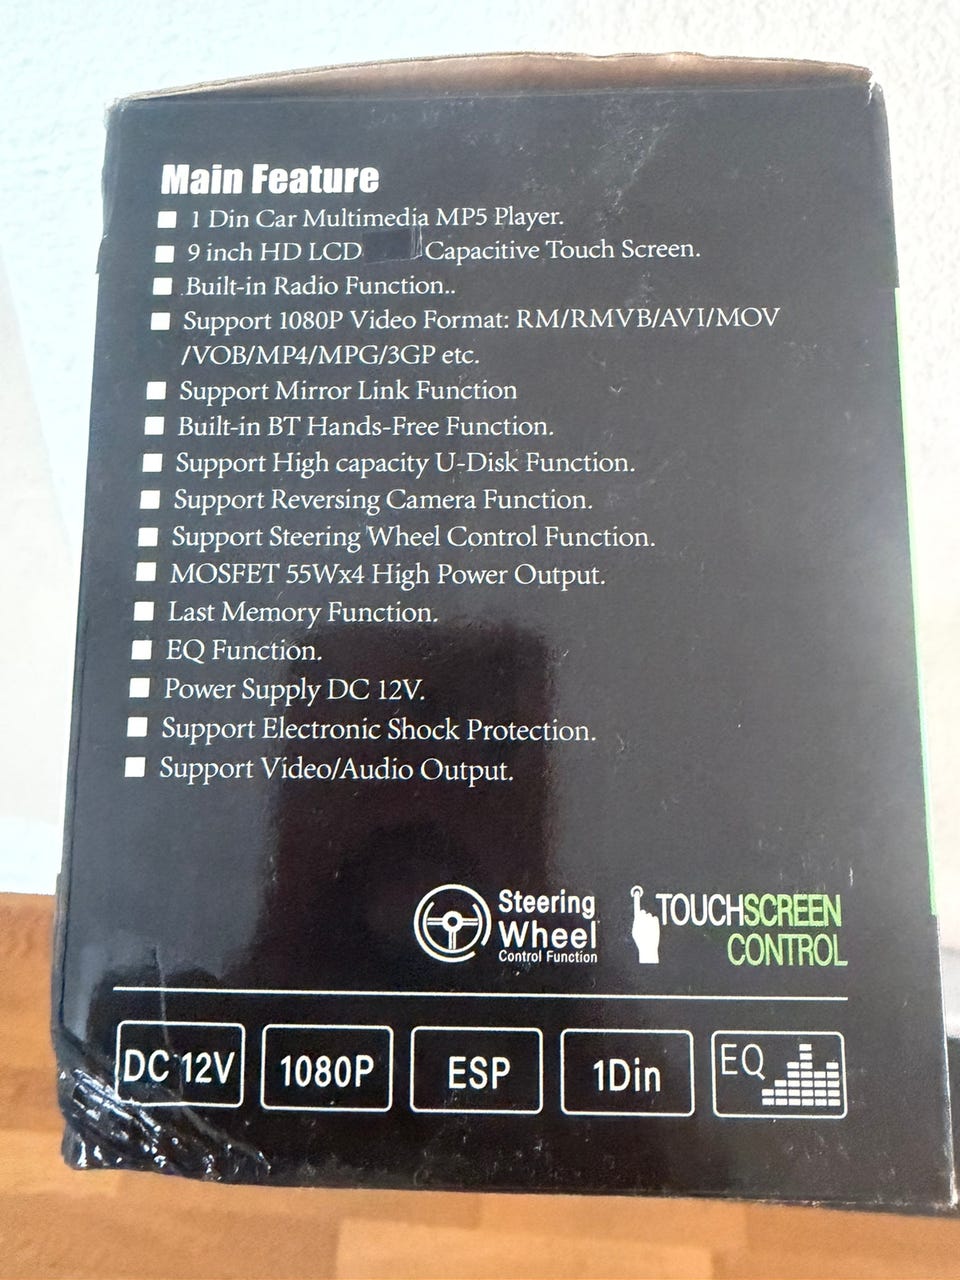 Main Feature
1 Din Car Multimedia MP5 Player.
9 inch HD LCD Capacitive Touch Screen.
.Built-in Radio Function..
Support 1080P Video Format: RM/RMVB/AVI/MOV
/VOB/MP4/MPG/3GP etc.
Support Mirror Link Function
Built-in BT Hands-Free Function.
Support High capacity U-Disk Function.
Support Reversing Camera Function.
Support Steering Wheel Control Function.
MOSFET 55Wx4 High Power Output.
Last Memory Function.
EQ Function.
Power Supply DC 12V.
Support Electronic Shock Protection.
Support Video/Audio Output.
Steering
Wheel
Control Function
TOUCHSCREEN
CONTROL
DC 12V
1080P
ESP
1Din
EQ